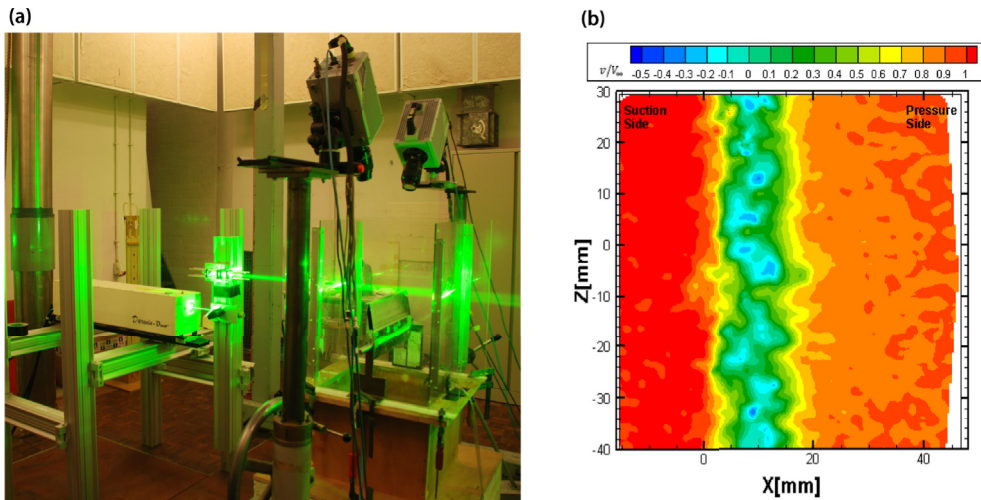 (a)
Dynamic-Pivot
(b)
v/V∞
-0.5 -0.4 -0.3 -0.2 -0.1 0 0.1 0.2 0.3 0.4 0.5 0.6 0.7 0.8 0.9 1
Suction
Side
Pressure
Side
30
20
10
0
-10
-20
-30
-40
Z[mm]
0 20 40
X[mm]